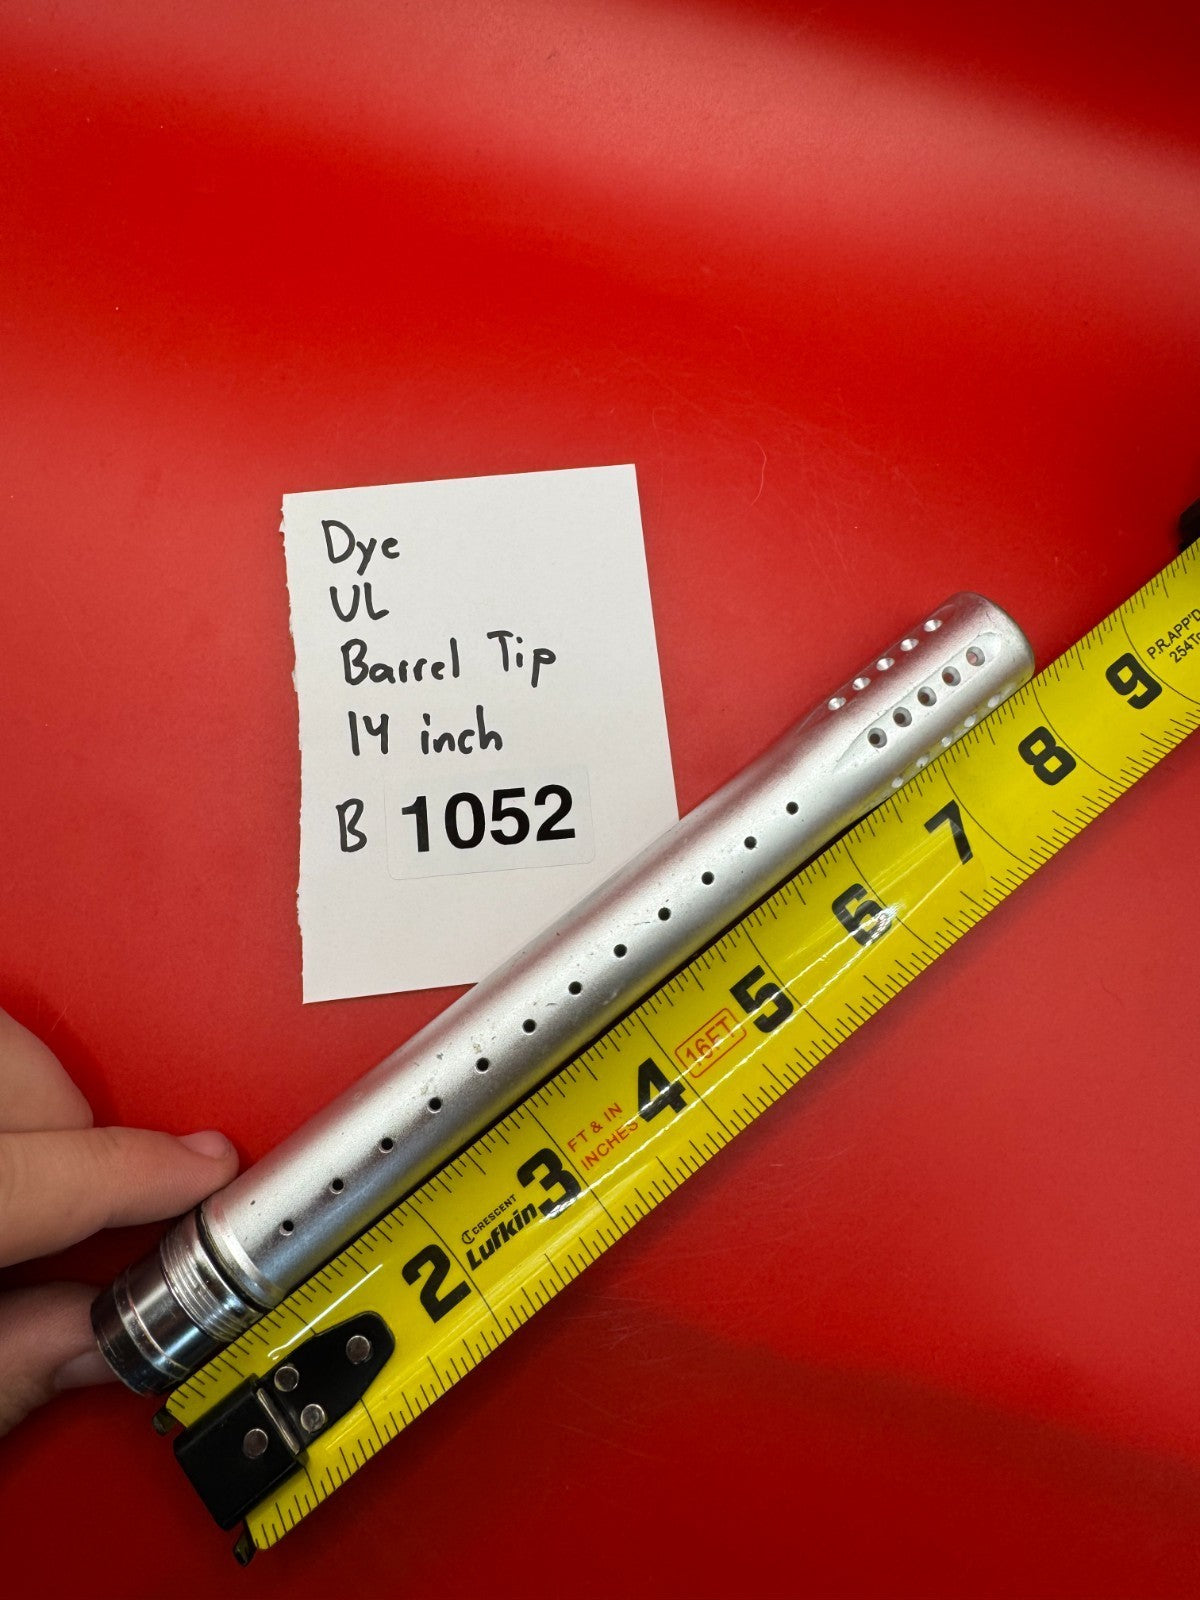 Dye
UL
Barrel Tip
14 inch
B 1052
2
CRESCENT
Lufkin
3
FT & IN
INCHES
4
16FT
5
6
7
8
9
P.R.APP'D